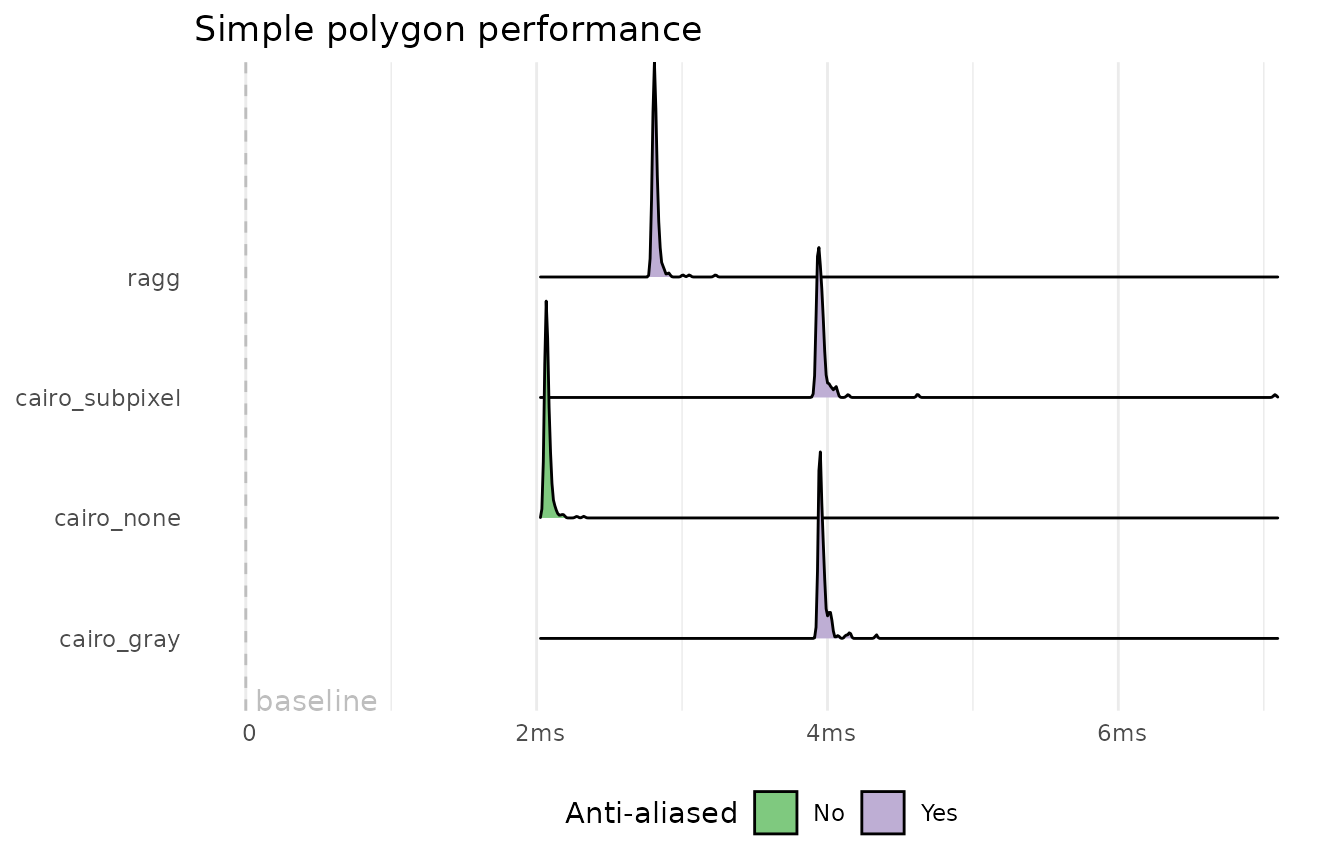 Simple polygon performance
ragg
cairo_subpixel
cairo_none
cairo_gray
baseline
0 2ms 4ms 6ms
Anti-aliased No Yes